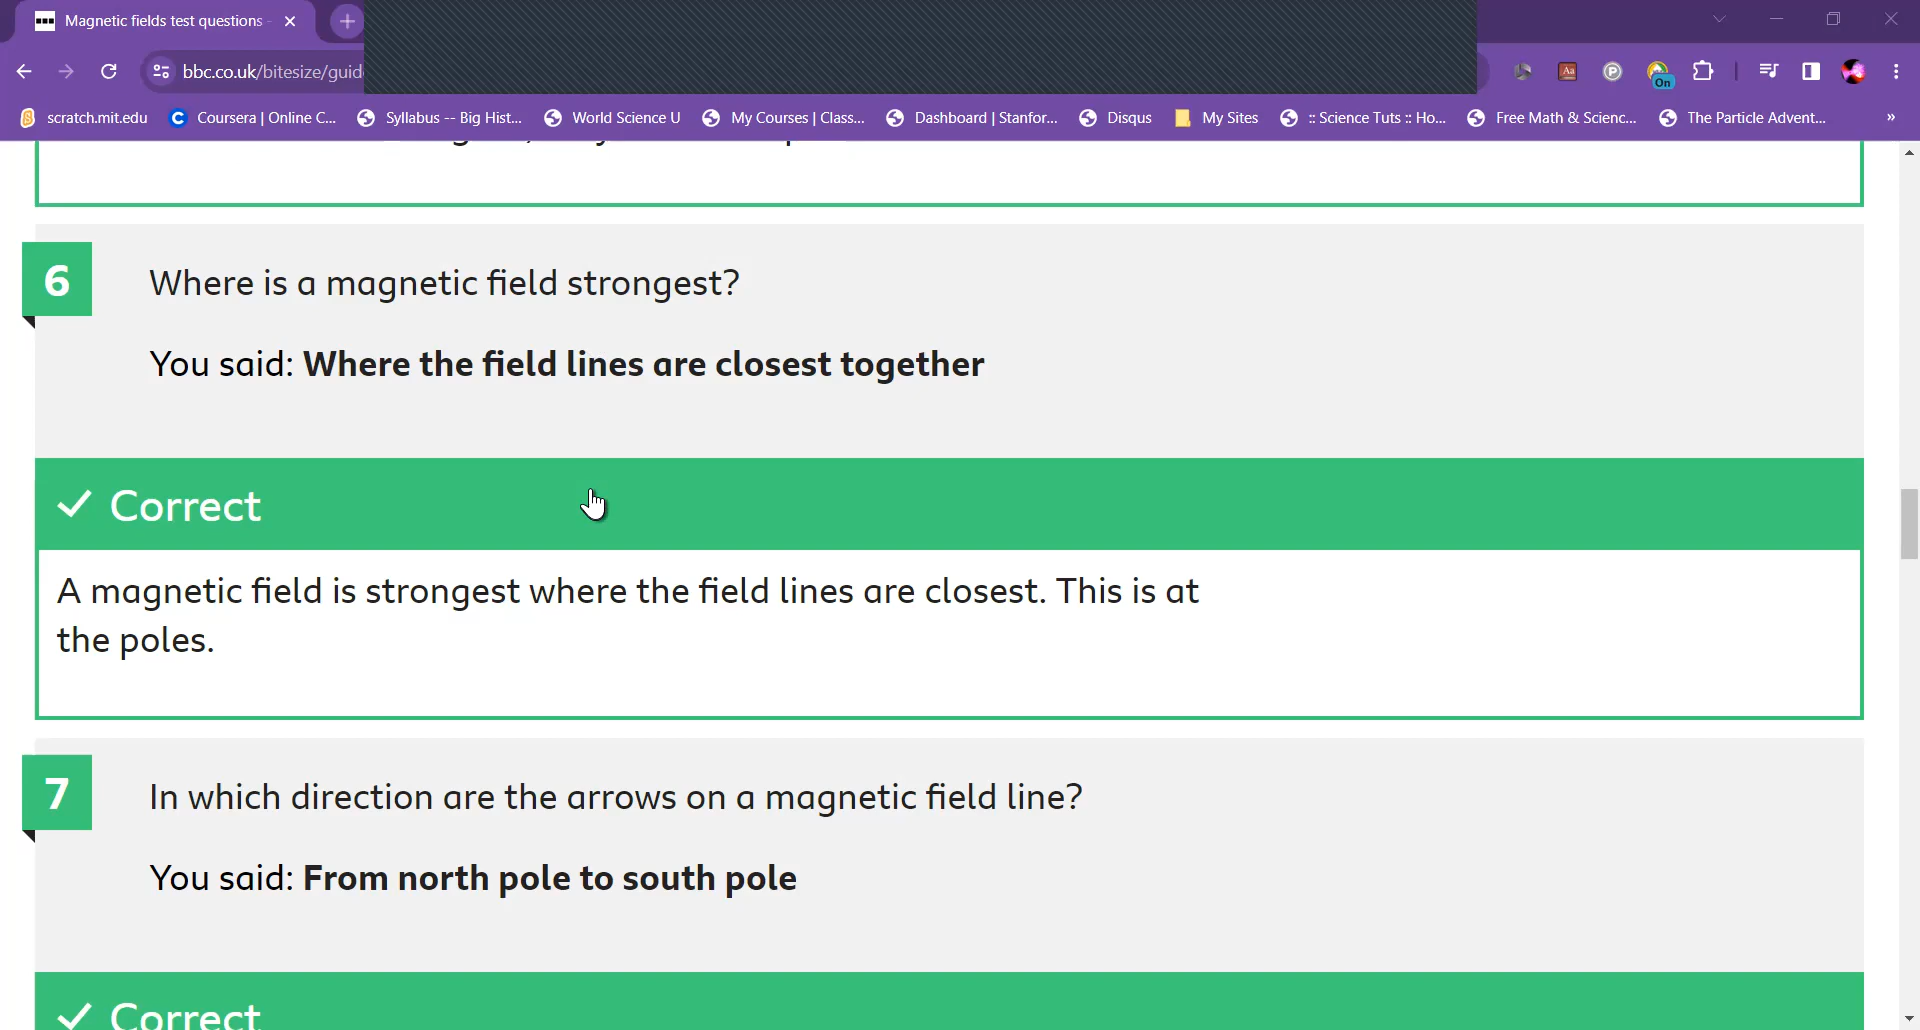 Magnetic fields test questions -
bbc.co.uk/bitesize/guid
Aa
P
On
scratch.mit.edu
C
Coursera | Online C...
Syllabus -- Big Hist...
World Science U
My Courses | Class...
Dashboard | Stanfor...
Disqus
My Sites
:: Science Tuts :: Ho...
Free Math & Scienc...
The Particle Advent...
»
6
Where is a magnetic field strongest?
You said: Where the field lines are closest together
Correct
A magnetic field is strongest where the field lines are closest. This is at
the poles.
7
In which direction are the arrows on a magnetic field line?
You said: From north pole to south pole
Correct